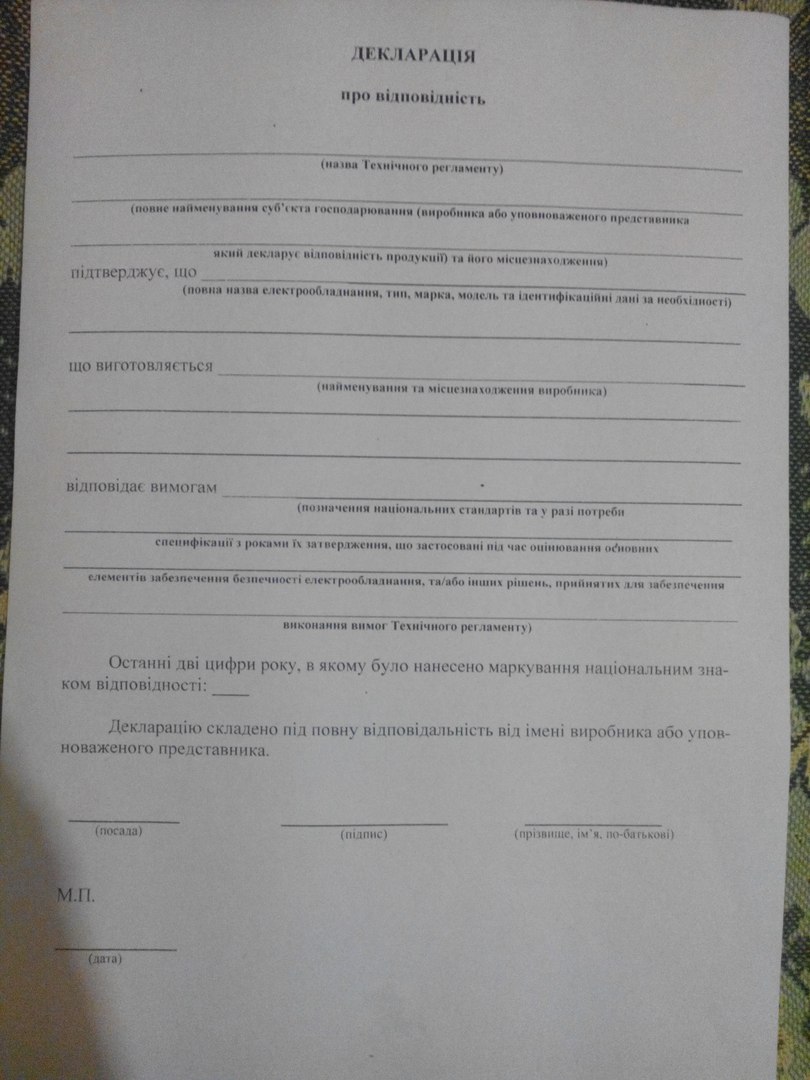 ДЕКЛАРАЦІЯ
про відповідність
(назва Технічного регламенту)
(повне найменування суб’єкта господарювання (виробника або уповноваженого представника
який декларує відповідність продукції) та його місцезнаходження)
підтверджує, що
(повна назва електрообладнання, тип, марка, модель та ідентифікаційні дані за необхідності)
що виготовляється
(найменування та місцезнаходження виробника)
відповідає вимогам
(позначення національних стандартів та у разі потреби
специфікації з роками їх затвердження, що застосовані під час оцінювання основних
елементів забезпечення безпечності електрообладнання, та/або інших рішень, прийнятих для забезпечення
виконання вимог Технічного регламенту)
Останні дві цифри року, в якому було нанесено маркування національним зна-
ком відповідності: ____
Декларацію складено під повну відповідальність від імені виробника або упов-
новаженого представника.
(посада) (підпис) (прізвище, ім’я, по-батькові)
М.П.
(дата)